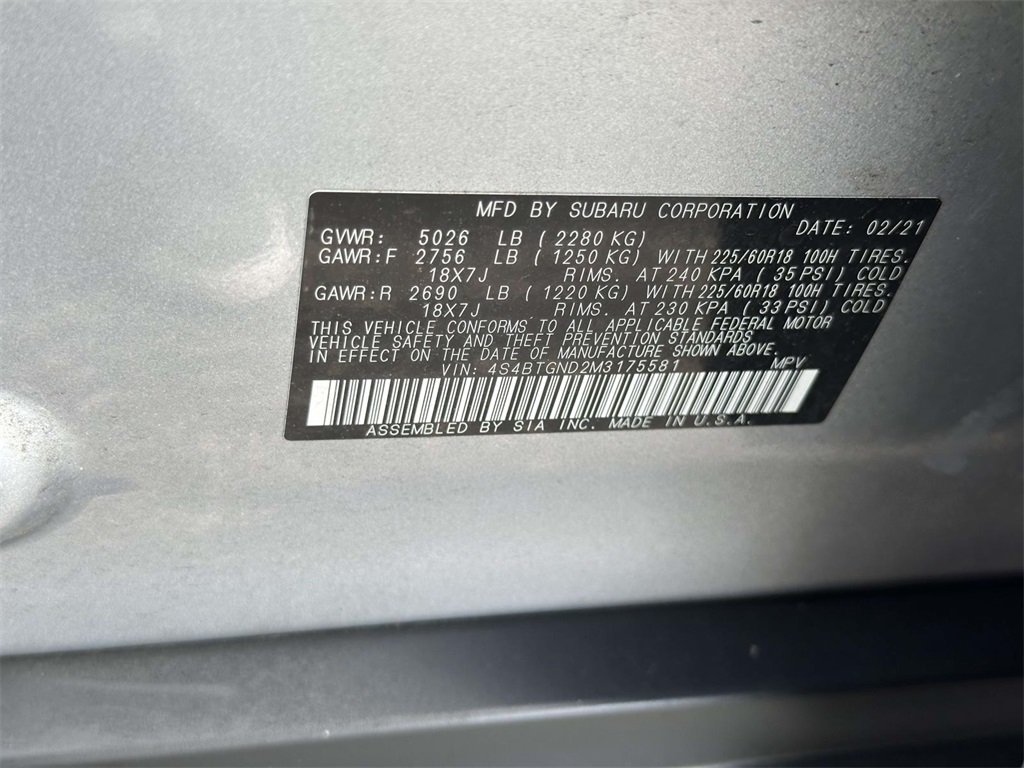 MFD BY SUBARU CORPORATION
DATE: 02/21
GVWR: 5026 LB ( 2280 KG)
GAWR:F 2756 LB ( 1250 KG) WITH 225/60R18 100H TIRES.
18X7J RIMS. AT 240 KPA ( 35 PSI) COLD
GAWR:R 2690 LB ( 1220 KG) WITH 225/60R18 100H TIRES.
18X7J RIMS. AT 230 KPA ( 33 PSI) COLD
THIS VEHICLE CONFORMS TO ALL APPLICABLE FEDERAL MOTOR
VEHICLE SAFETY AND THEFT PREVENTION STANDARDS
IN EFFECT ON THE DATE OF MANUFACTURE SHOWN ABOVE.
VIN: 4S4BTGND2M3175581 MPV
ASSEMBLED BY SIA INC. MADE IN U.S.A.